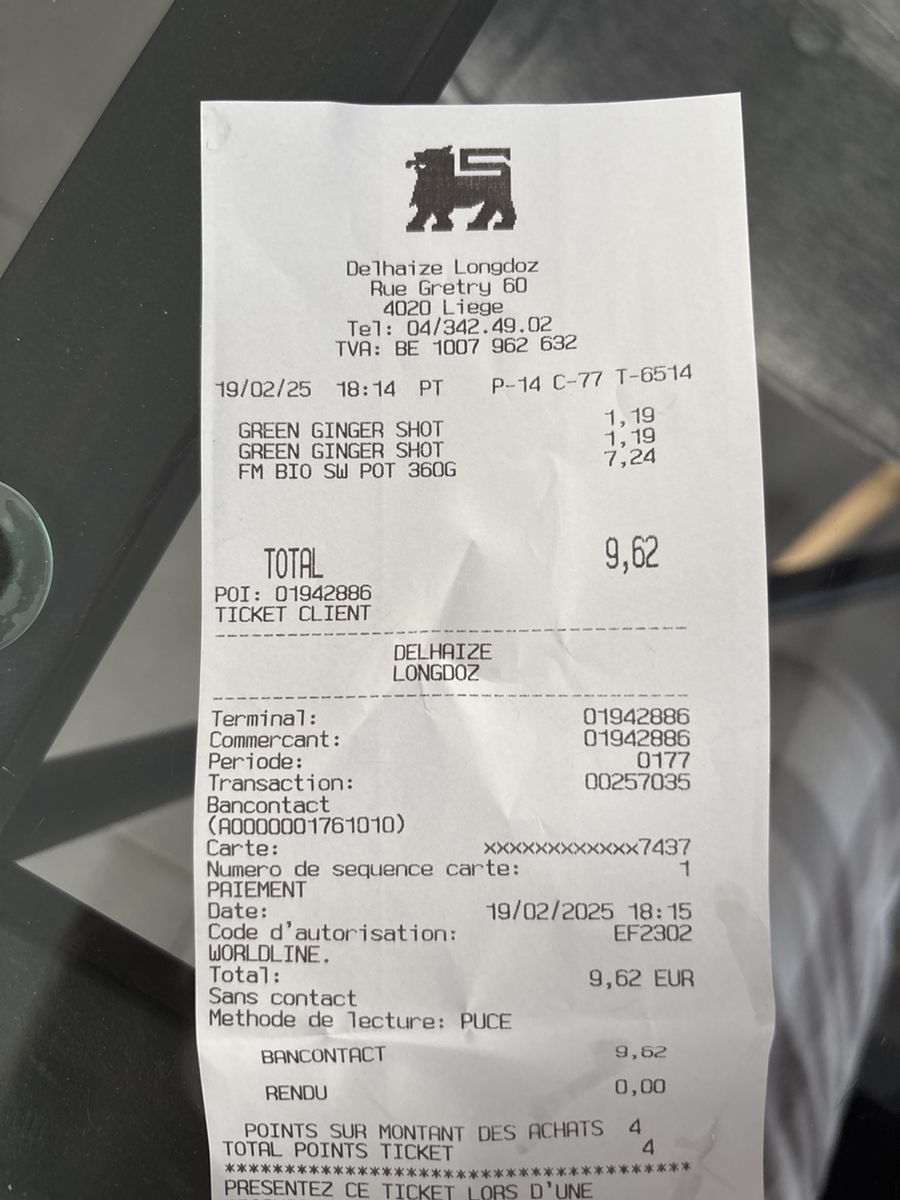 Delhaize Longdoz
Rue Gretry 60
4020 Liege
Tel: 04/342.49.02
TVA: BE 1007 962 632
19/02/25 18:14 PT P-14 C-77 T-6514
GREEN GINGER SHOT 1,19
GREEN GINGER SHOT 1,19
FM BIO SW POT 360G 7,24
TOTAL 9,62
POI: 01942886
TICKET CLIENT
DELHAIZE
LONGDOZ
Terminal: 01942886
Commercant: 01942886
Periode: 0177
Transaction: 00257035
Bancontact
(A0000001761010)
Carte: xxxxxxxxxxxxx7437
Numero de sequence carte: 1
PAIEMENT
Date: 19/02/2025 18:15
Code d'autorisation: EF2302
WORLDLINE.
Total: 9,62 EUR
Sans contact
Methode de lecture: PUCE
BANCONTACT 9,62
RENDU 0,00
POINTS SUR MONTANT DES ACHATS 4
TOTAL POINTS TICKET 4
***************************************
PRESENTEZ CE TICKET LORS D'UNE